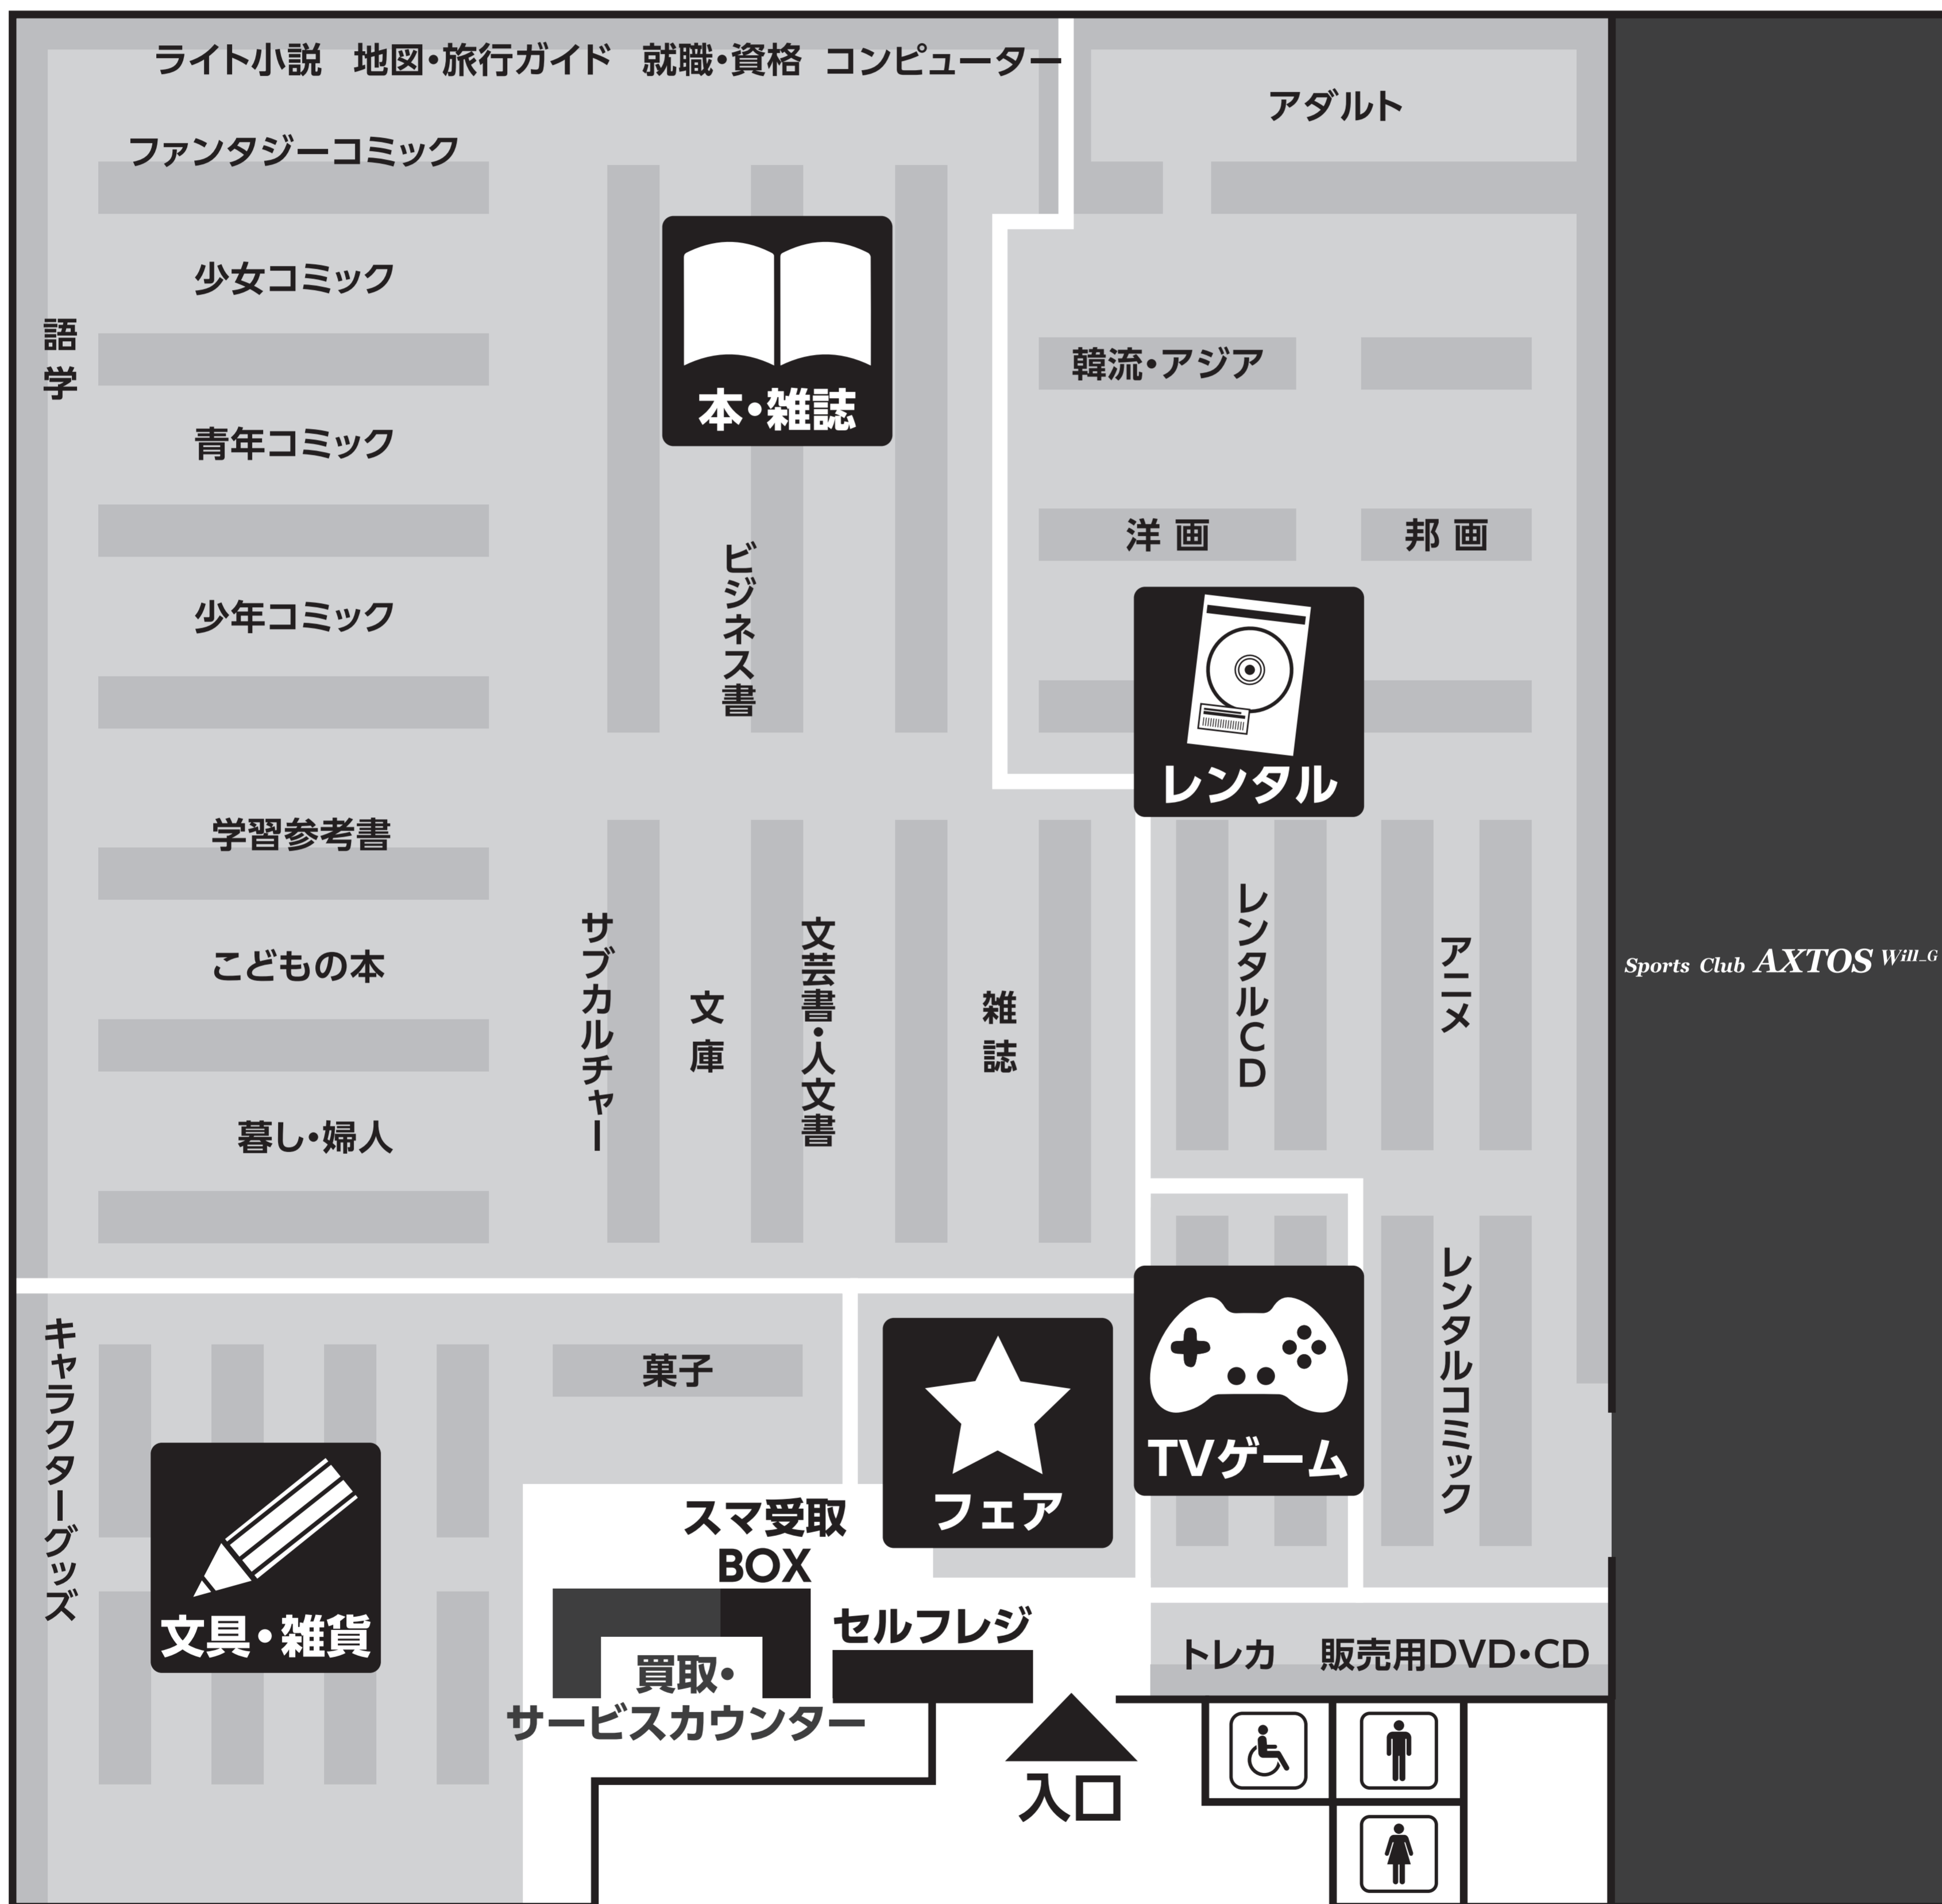 ライト小説 地図・旅行ガイド 就職・資格 コンピューター
アダルト
ファンタジーコミック
少女コミック
語学
本・雑誌
韓流・アジア
青年コミック
洋画
邦画
ビジネス書
少年コミック
レンタル
学習参考書
レンタルCD
サブカルチャー
文芸書・人文書
アニメ
こどもの本
文庫
雑誌
Sports Club AXTOS Will_G
暮し・婦人
レンタルコミック
キャラクターグッズ
菓子
TVゲーム
フェア
スマ受取
BOX
文具・雑貨
セルフレジ
トレカ 販売用DVD・CD
買取・
サービスカウンター
入口